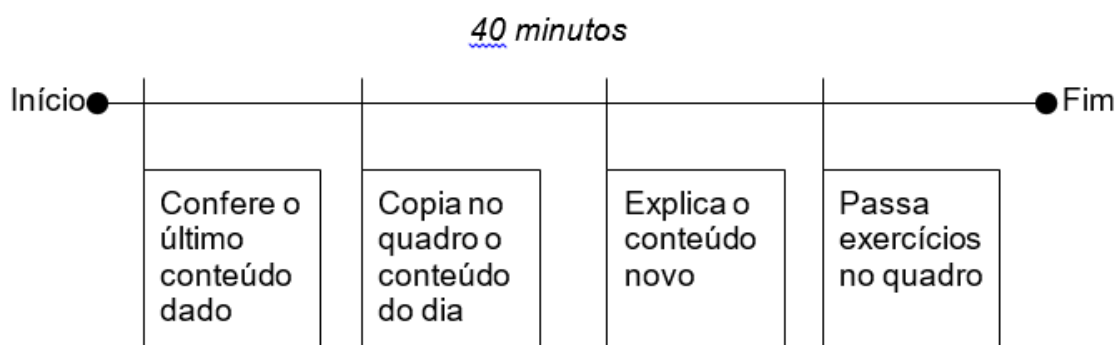 40 minutos
Início
Fim
Confere o
último
conteúdo
dado
Copia no
quadro o
conteúdo
do dia
Explica o
conteúdo
novo
Passa
exercícios
no quadro